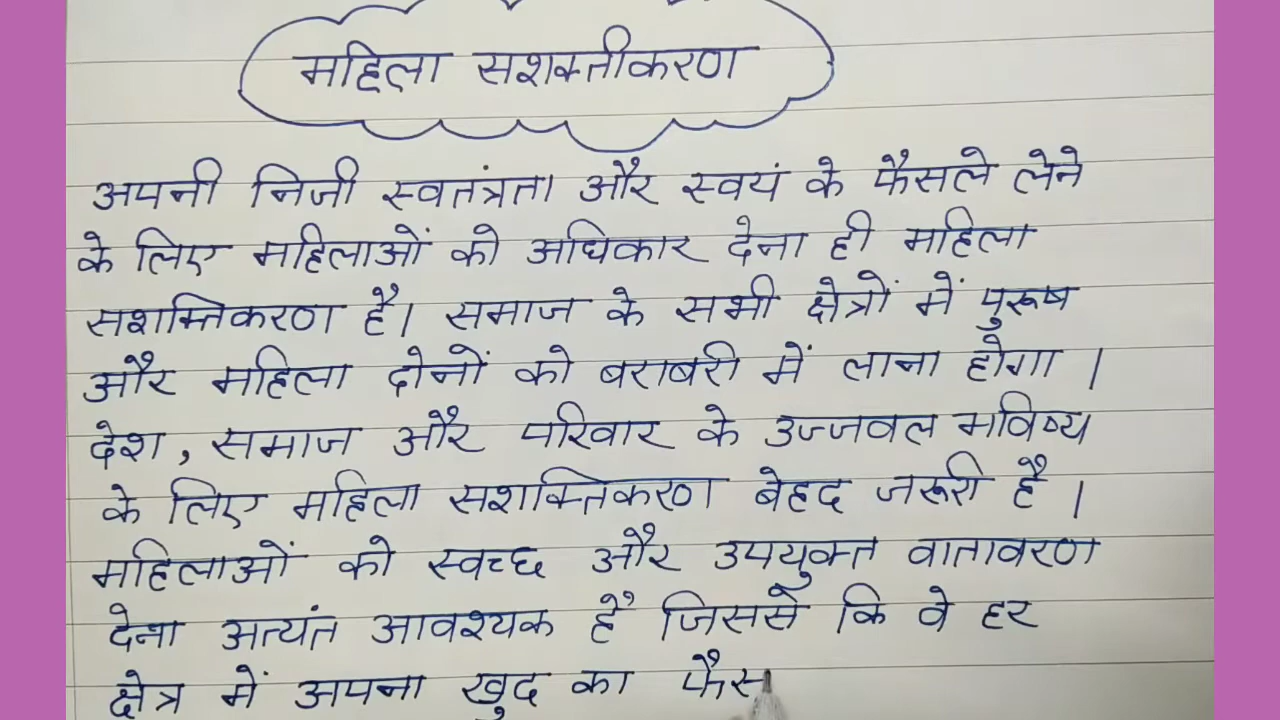 महिला सशक्तीकरण
अपनी निजी स्वतंत्रता और स्वयं के फैसले लेने
के लिए महिलाओं को अधिकार देना ही महिला
सशक्तिकरण है। समाज के सभी क्षेत्रों में पुरूष
और महिला दोनों को बराबरी में लाना होगा ।
देश , समाज और परिवार के उज्जवल भविष्य
के लिए महिला सशक्तिकरण बेहद जरूरी है ।
महिलाओं को स्वच्छ और उपयुक्त वातावरण
देना अत्यंत आवश्यक है जिससे कि वे हर
क्षेत्र में अपना खुद का फैस